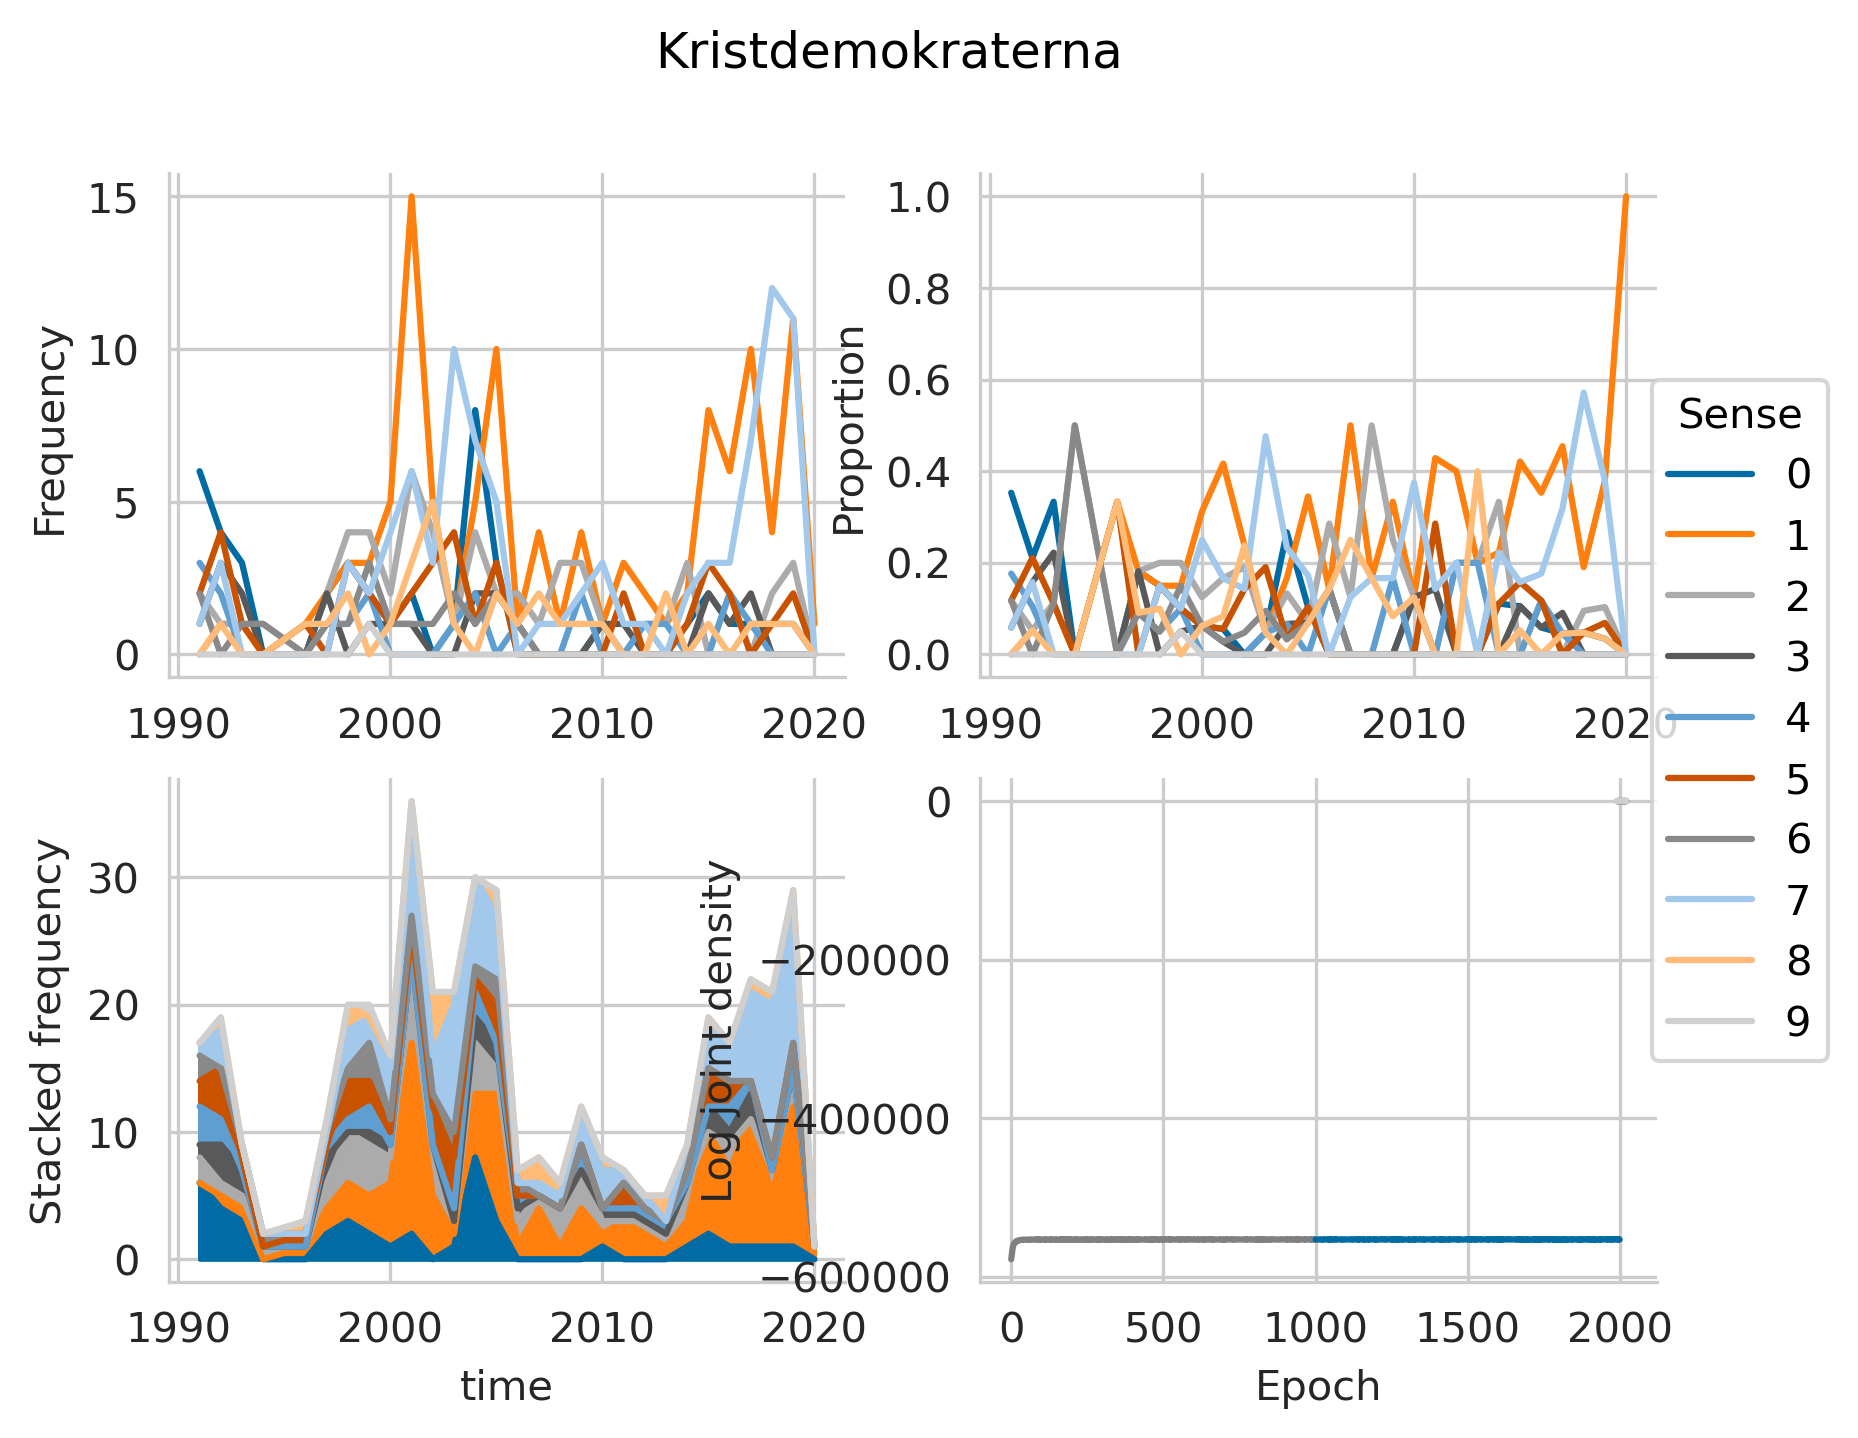 Kristdemokraterna
Frequency
15
10
5
0
1990 2000 2010 2020
Proportion
1.0
0.8
0.6
0.4
0.2
0.0
1990 2000 2010 2020
Stacked frequency
30
20
10
0
1990 2000 2010 2020
time
Log joint density
0
−200000
−400000
−600000
0 500 1000 1500 2000
Epoch
Sense
0
1
2
3
4
5
6
7
8
9